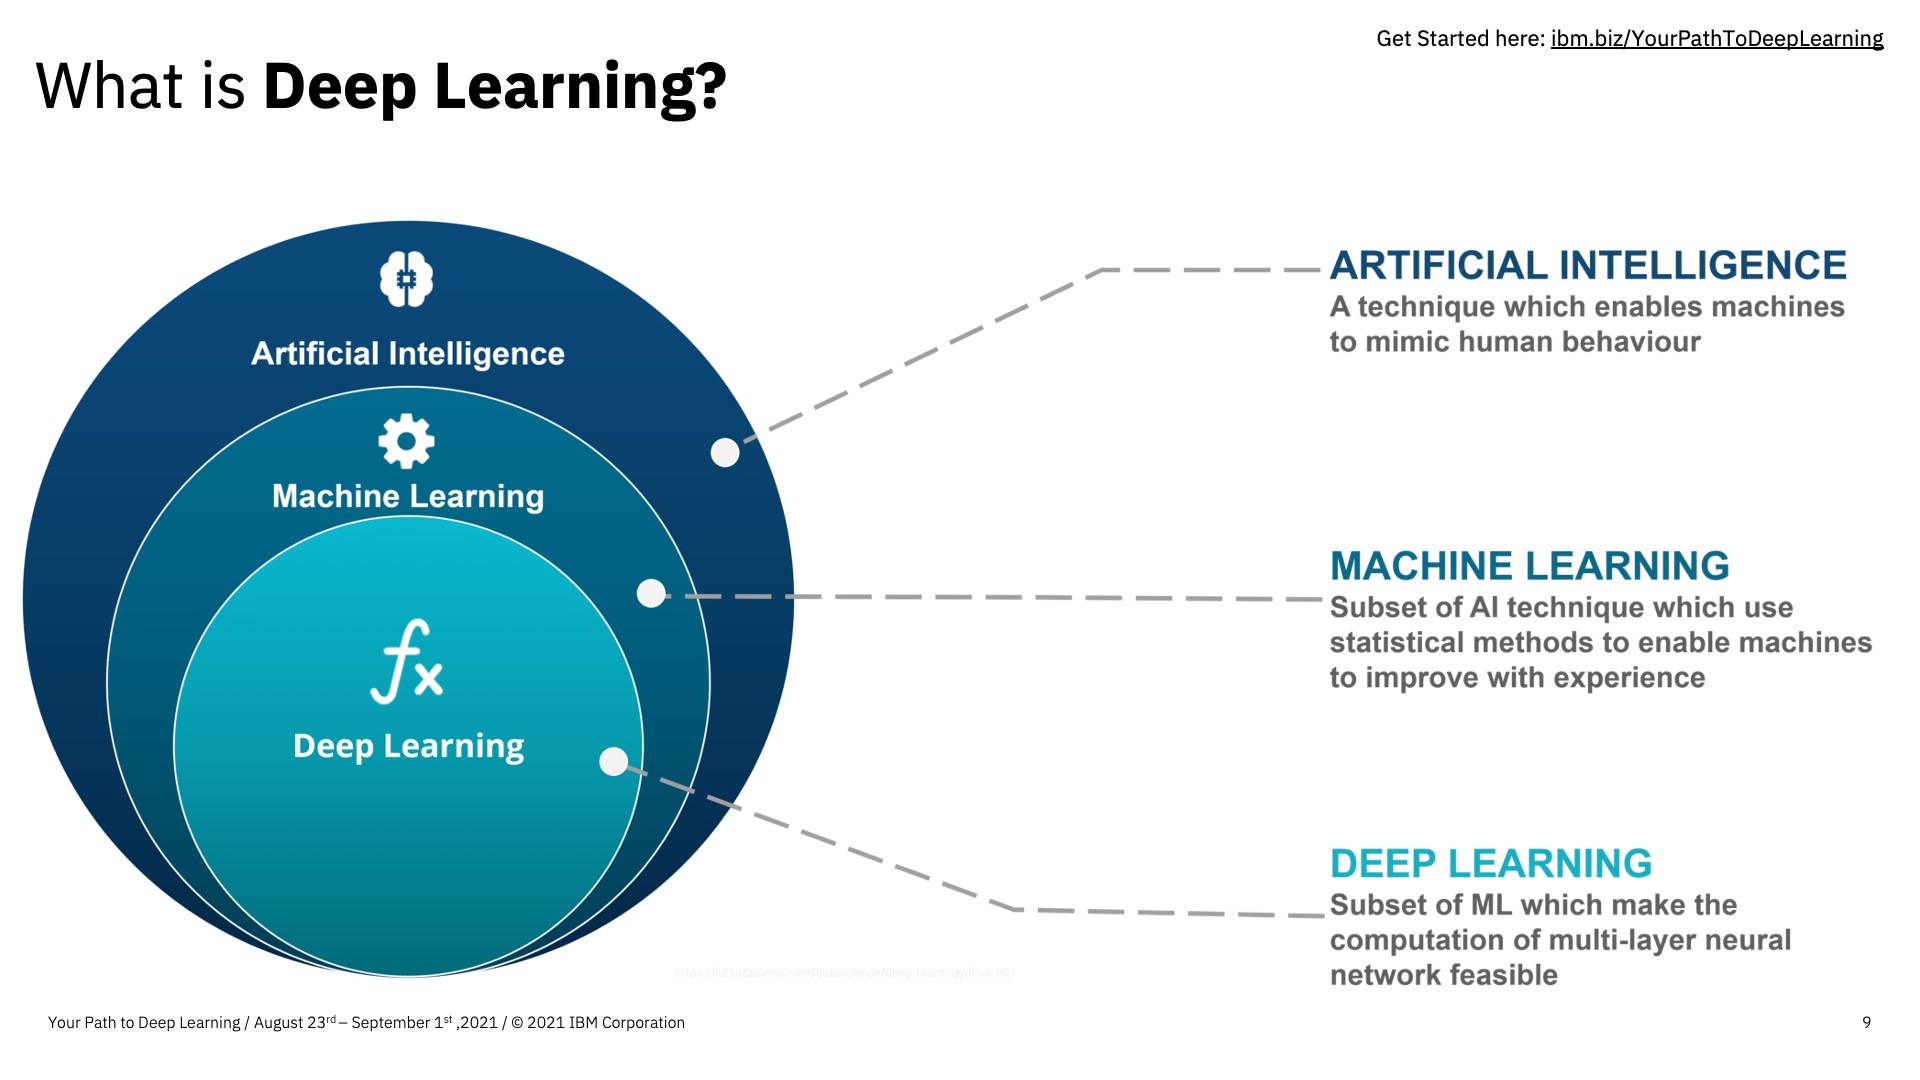 Get Started here: ibm.biz/YourPathToDeepLearning
What is Deep Learning?
Artificial Intelligence
Machine Learning
fx
Deep Learning
ARTIFICIAL INTELLIGENCE
A technique which enables machines
to mimic human behaviour
MACHINE LEARNING
Subset of AI technique which use
statistical methods to enable machines
to improve with experience
DEEP LEARNING
Subset of ML which make the
computation of multi-layer neural
network feasible
https://k21academy.com/datascience/deep-learning/dl-vs-ml/
Your Path to Deep Learning / August 23rd – September 1st ,2021 / © 2021 IBM Corporation
9